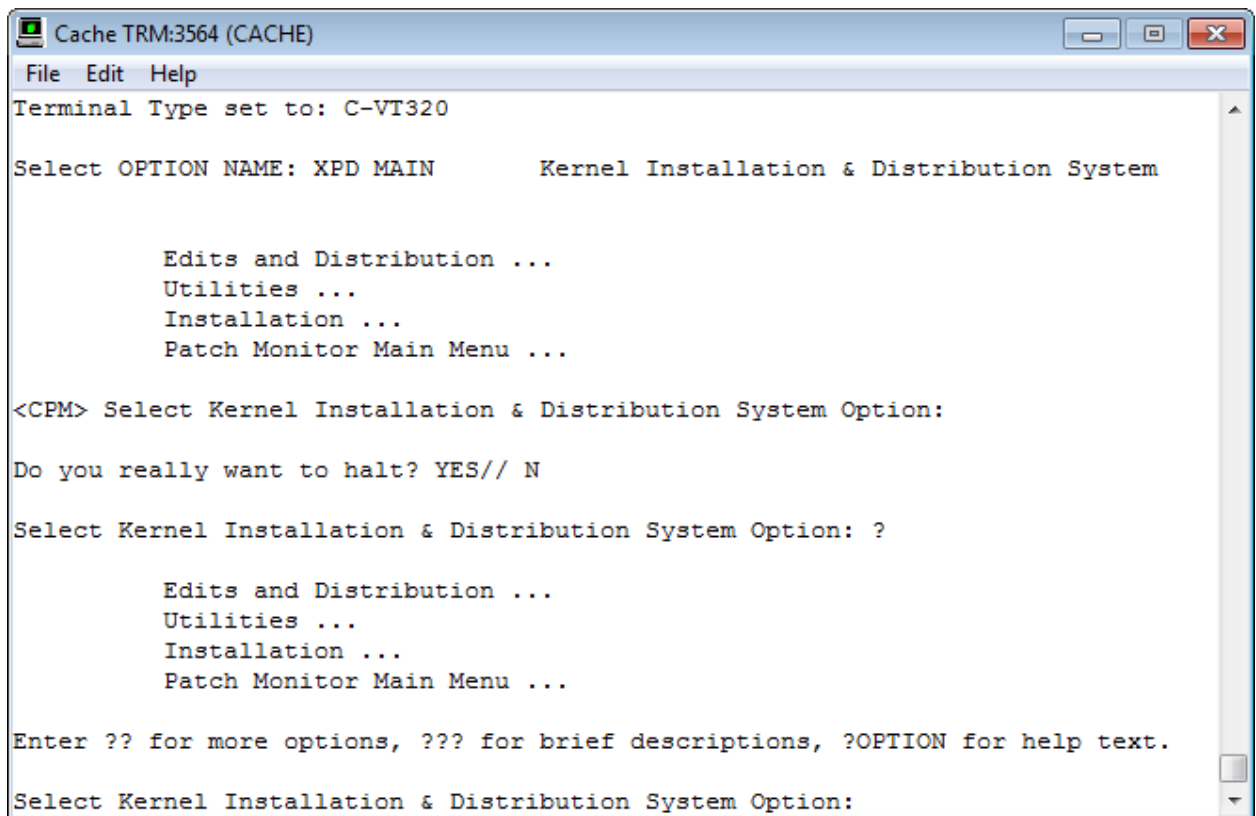 Cache TRM:3564 (CACHE)
File Edit Help
Terminal Type set to: C-VT320
Select OPTION NAME: XPD MAIN Kernel Installation & Distribution System
Edits and Distribution ...
Utilities ...
Installation ...
Patch Monitor Main Menu ...
<CPM> Select Kernel Installation & Distribution System Option:
Do you really want to halt? YES// N
Select Kernel Installation & Distribution System Option: ?
Edits and Distribution ...
Utilities ...
Installation ...
Patch Monitor Main Menu ...
Enter ?? for more options, ??? for brief descriptions, ?OPTION for help text.
Select Kernel Installation & Distribution System Option: